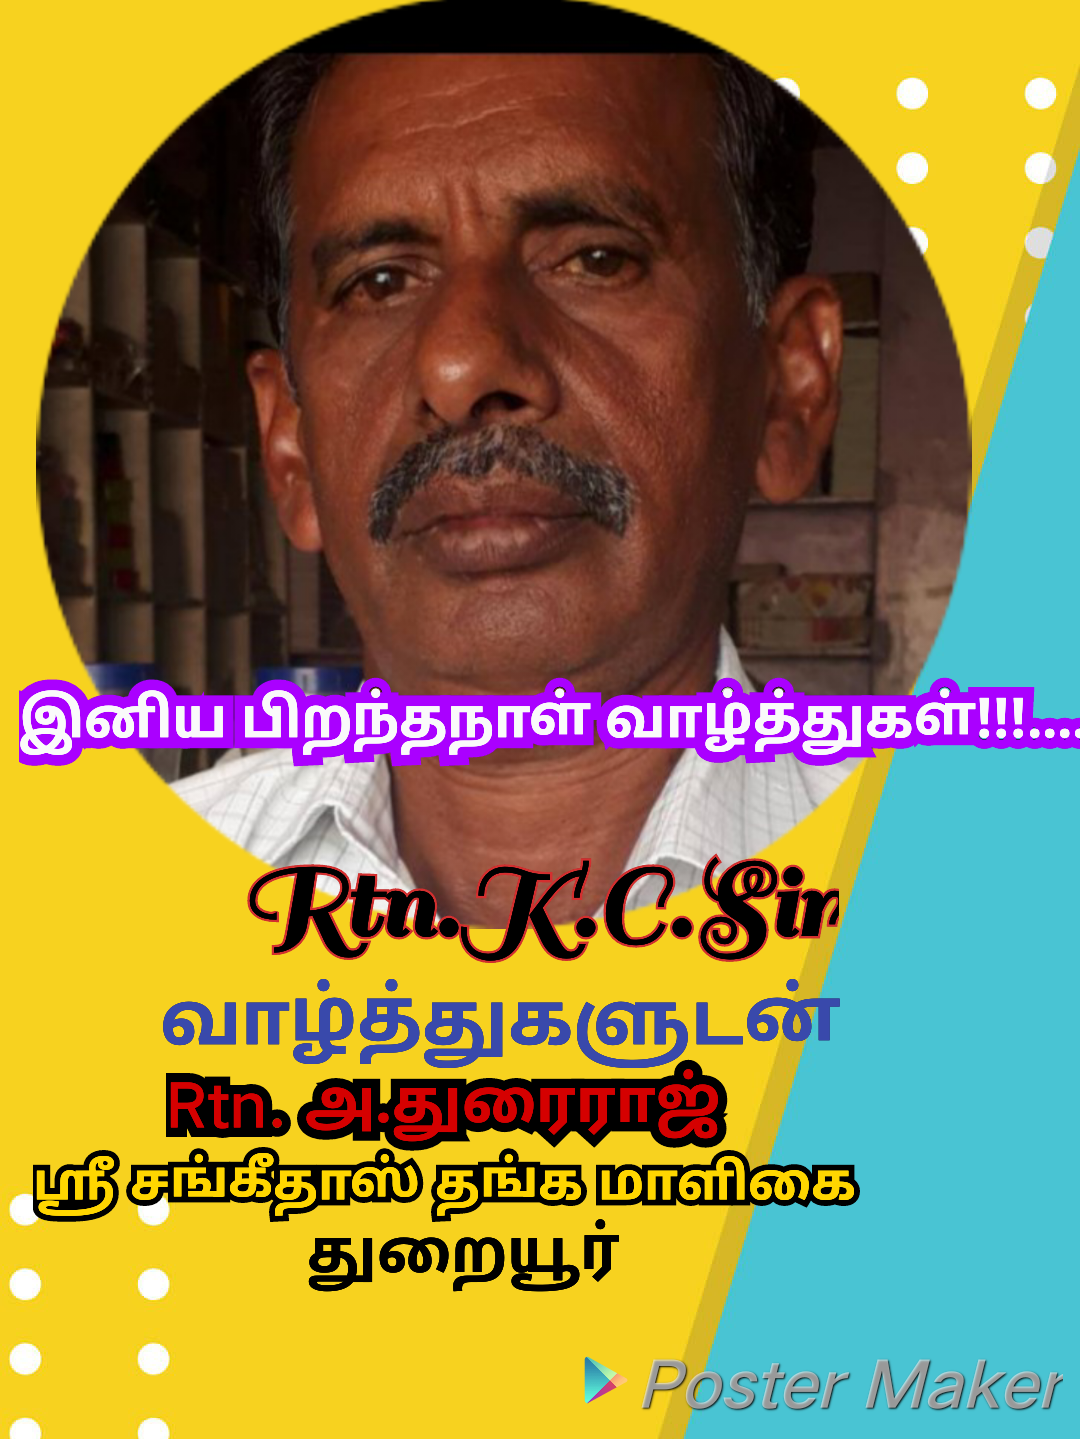 இனிய பிறந்தநாள் வாழ்த்துகள்!!!....
Rtn.K.C.Sir
வாழ்த்துகளுடன்
Rtn. அ.துரைராஜ்
ஸ்ரீ சங்கீதாஸ் தங்க மாளிகை
துறையூர்
Poster Maker